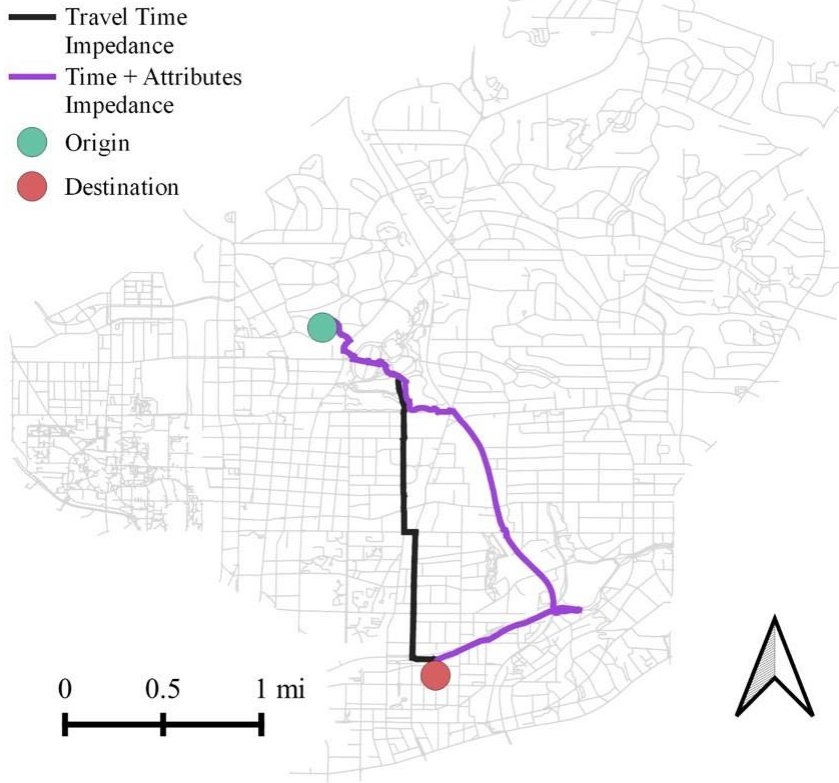 Travel Time
Impedance
Time + Attributes
Impedance
Origin
Destination
0 0.5 1 mi